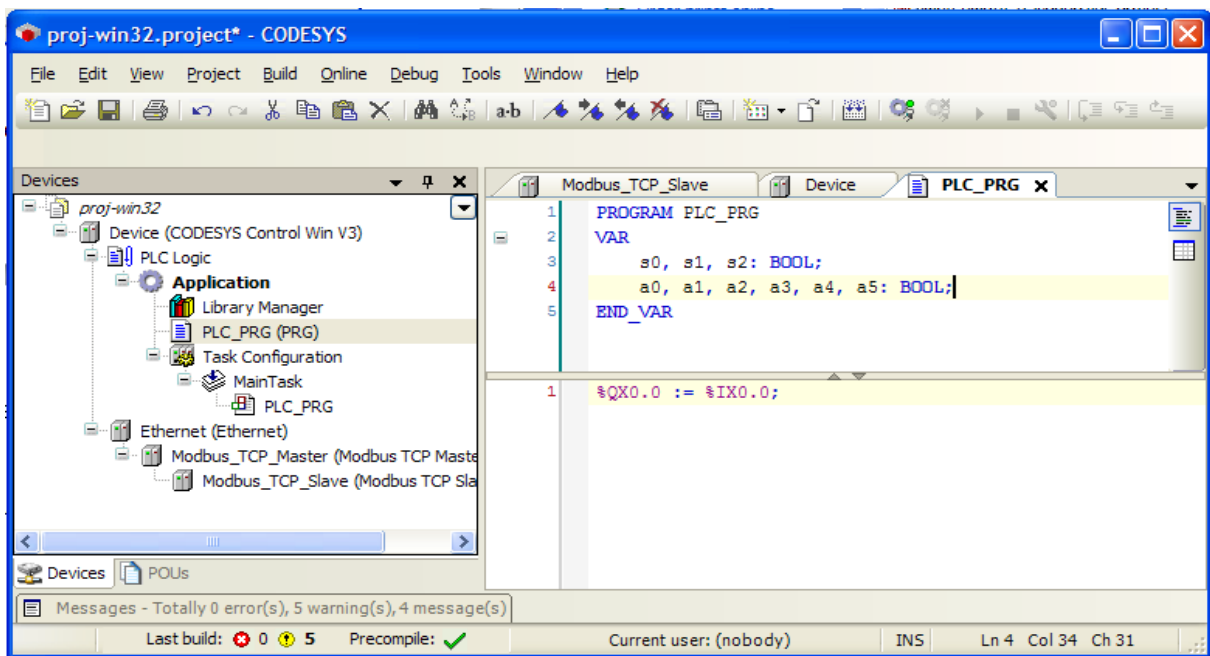 proj-win32.project* - CODESYS
File Edit View Project Build Online Debug Tools Window Help
a·b
Devices
proj-win32
Device (CODESYS Control Win V3)
PLC Logic
Application
Library Manager
PLC_PRG (PRG)
Task Configuration
MainTask
PLC_PRG
Ethernet (Ethernet)
Modbus_TCP_Master (Modbus TCP Maste
Modbus_TCP_Slave (Modbus TCP Sla
Devices POUs
Modbus_TCP_Slave Device PLC_PRG
1 PROGRAM PLC_PRG
2 VAR
3 s0, s1, s2: BOOL;
4 a0, a1, a2, a3, a4, a5: BOOL;
5 END_VAR
1 %QX0.0 := %IX0.0;
Messages - Totally 0 error(s), 5 warning(s), 4 message(s)
Last build: 0 5 Precompile: Current user: (nobody) INS Ln 4 Col 34 Ch 31